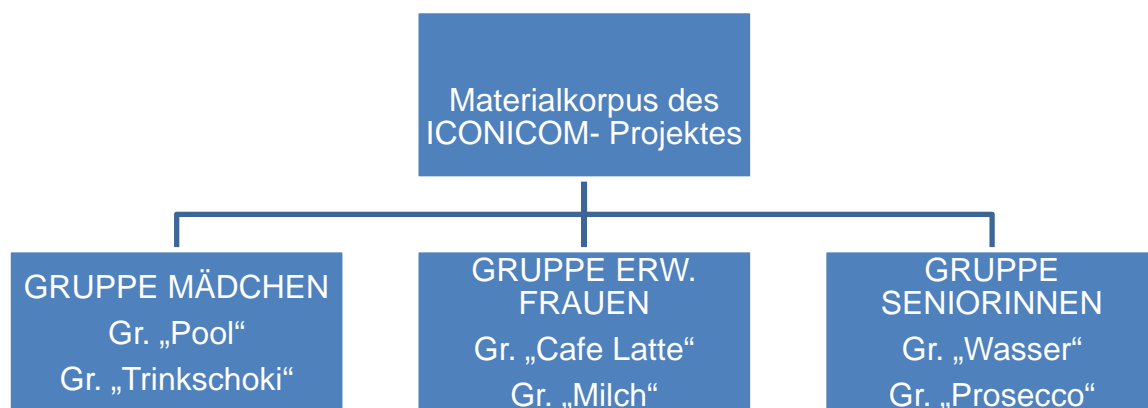 Materialkorpus des
ICONICOM- Projektes
GRUPPE MÄDCHEN
Gr. „Pool“
Gr. „Trinkschoki“
GRUPPE ERW.
FRAUEN
Gr. „Cafe Latte“
Gr. „Milch“
GRUPPE
SENIORINNEN
Gr. „Wasser“
Gr. „Prosecco“